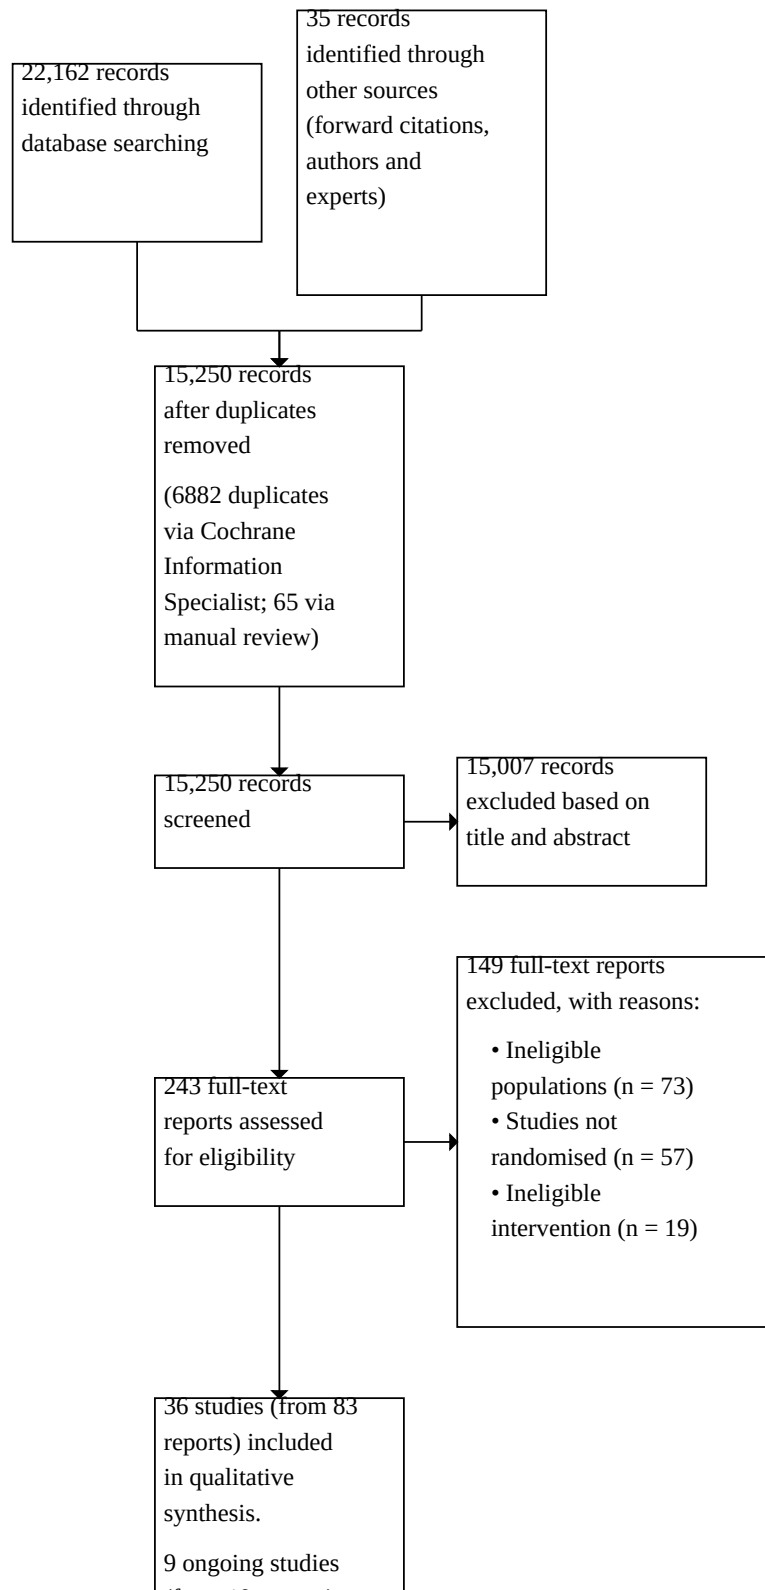 35 records
identified through
other sources
(forward citations,
authors and
experts)
22,162 records
identified through
database searching
15,250 records
after duplicates
removed
(6882 duplicates
via Cochrane
Information
Specialist; 65 via
manual review)
15,250 records
screened
15,007 records
excluded based on
title and abstract
149 full-text reports
excluded, with reasons:
• Ineligible
populations (n = 73)
• Studies not
randomised (n = 57)
• Ineligible
intervention (n = 19)
243 full-text
reports assessed
for eligibility
36 studies (from 83
reports) included
in qualitative
synthesis.
9 ongoing studies